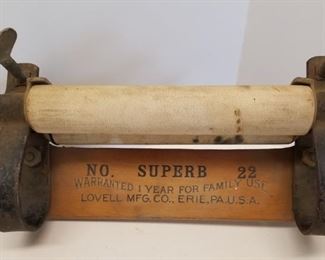 NO. SUPERB 22
WARRANTED 1 YEAR FOR FAMILY USE
LOVELL MFG. CO., ERIE, PA. U.S.A.